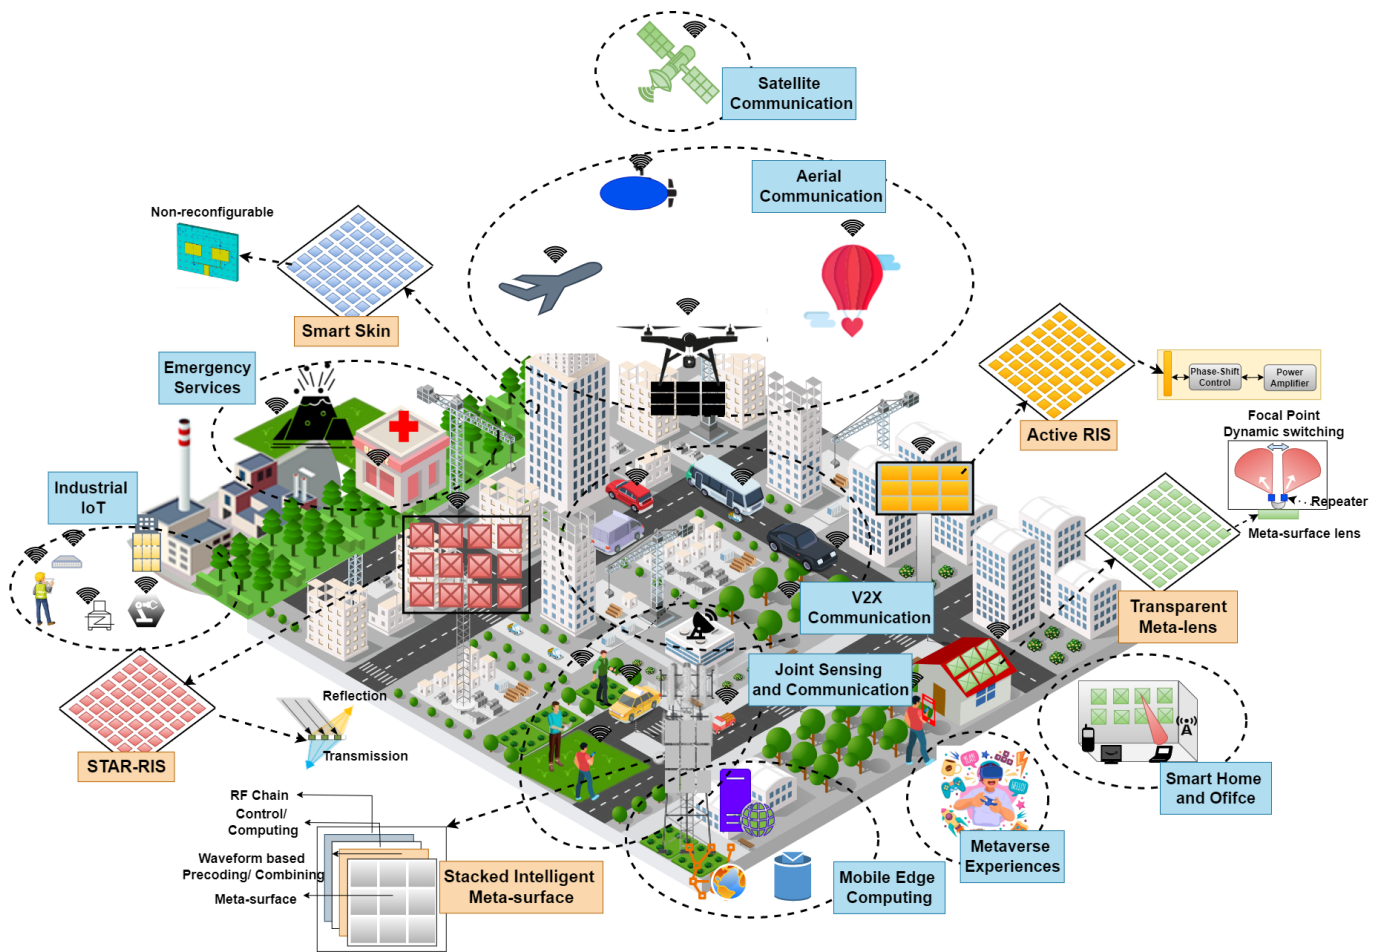 Satellite
Communication
Aerial
Communication
Non-reconfigurable
Smart Skin
Emergency
Services
Phase-Shift
Control
Power
Amplifier
Active RIS
Focal Point
Dynamic switching
Repeater
Meta-surface lens
Industrial
IoT
V2X
Communication
Transparent
Meta-lens
Joint Sensing
and Communication
Reflection
Transmission
STAR-RIS
Smart Home
and Ofifce
RF Chain
Control/
Computing
Waveform based
Precoding/ Combining
Meta-surface
Stacked Intelligent
Meta-surface
Metaverse
Experiences
Mobile Edge
Computing